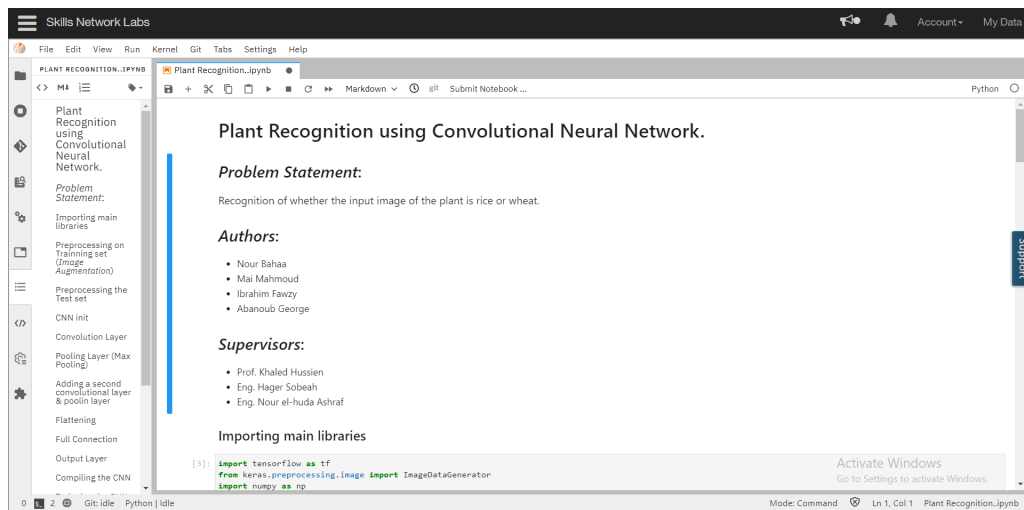 Skills Network Labs
Account
My Data
File Edit View Run Kernel Git Tabs Settings Help
PLANT RECOGNITION..IPYNB
Plant Recognition..ipynb
M↓
Markdown
git
Submit Notebook ...
Python
Plant
Recognition
using
Convolutional
Neural
Network.
Problem
Statement:
Importing main
libraries
Preprocessing on
Trainning set
(Image
Augmentation)
Preprocessing the
Test set
CNN init
Convolution Layer
Pooling Layer (Max
Pooling)
Adding a second
convolutional layer
& poolin layer
Flattening
Full Connection
Output Layer
Compiling the CNN
Plant Recognition using Convolutional Neural Network.
Problem Statement:
Recognition of whether the input image of the plant is rice or wheat.
Authors:
Nour Bahaa
Mai Mahmoud
Ibrahim Fawzy
Abanoub George
Supervisors:
Prof. Khaled Hussien
Eng. Hager Sobeah
Eng. Nour el-huda Ashraf
Importing main libraries
[3]: import tensorflow as tf
from keras.preprocessing.image import ImageDataGenerator
import numpy as np
Support
Activate Windows
Go to Settings to activate Windows.
0 2 Git: idle Python | Idle
Mode: Command Ln 1, Col 1 Plant Recognition..ipynb